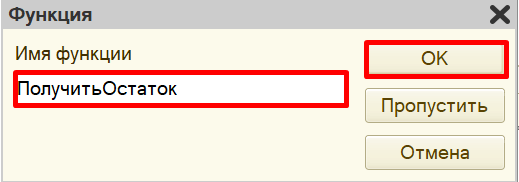 Функция
Имя функции
ПолучитьОстаток
OK
Пропустить
Отмена